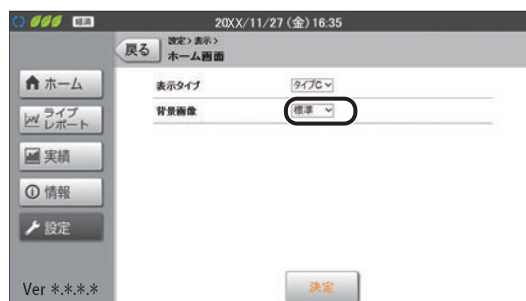 経済
20XX/11/27 (金) 16:35
戻る
設定>表示>
ホーム画面
ホーム
ライブ
レポート
実績
情報
設定
Ver *.*.*.*
表示タイプ
タイプC
背景画像
標準
決定